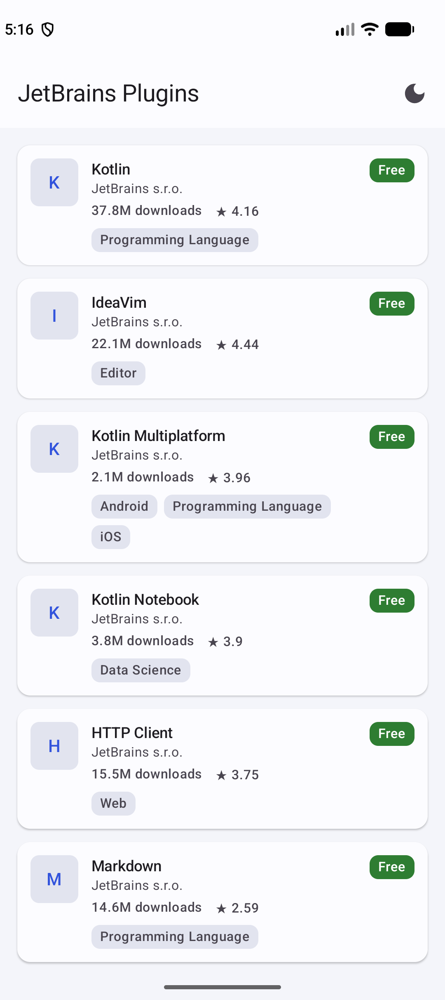 5:16
JetBrains Plugins
K
Kotlin
Free
JetBrains s.r.o.
37.8M downloads ★ 4.16
Programming Language
I
IdeaVim
Free
JetBrains s.r.o.
22.1M downloads ★ 4.44
Editor
K
Kotlin Multiplatform
Free
JetBrains s.r.o.
2.1M downloads ★ 3.96
Android Programming Language
iOS
K
Kotlin Notebook
Free
JetBrains s.r.o.
3.8M downloads ★ 3.9
Data Science
H
HTTP Client
Free
JetBrains s.r.o.
15.5M downloads ★ 3.75
Web
M
Markdown
Free
JetBrains s.r.o.
14.6M downloads ★ 2.59
Programming Language